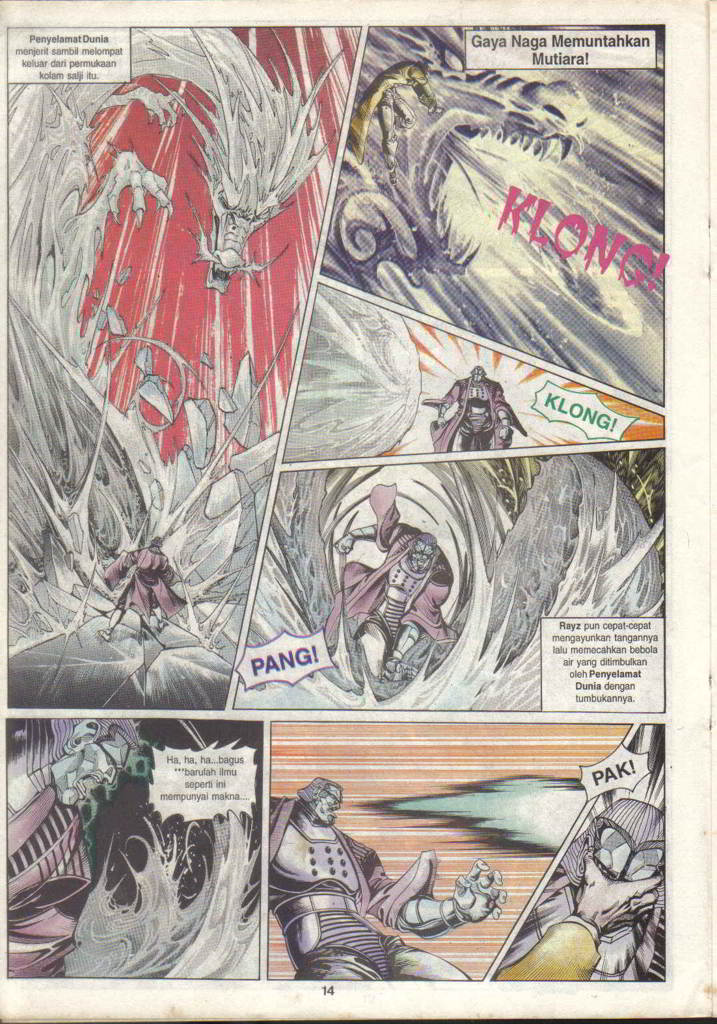 Penyelamat Dunia
menjerit sambil melompat
keluar dari permukaan
kolam salji itu.
Gaya Naga Memuntahkan
Mutiara!
KLONG!
KLONG!
PANG!
Rayz pun cepat-cepat
mengayunkan tangannya
lalu memecahkan bebola
air yang ditimbulkan
oleh Penyelamat
Dunia dengan
tumbukannya.
Ha, ha, ha...bagus
***barulah ilmu
seperti ini
mempunyai makna....
PAK!
14